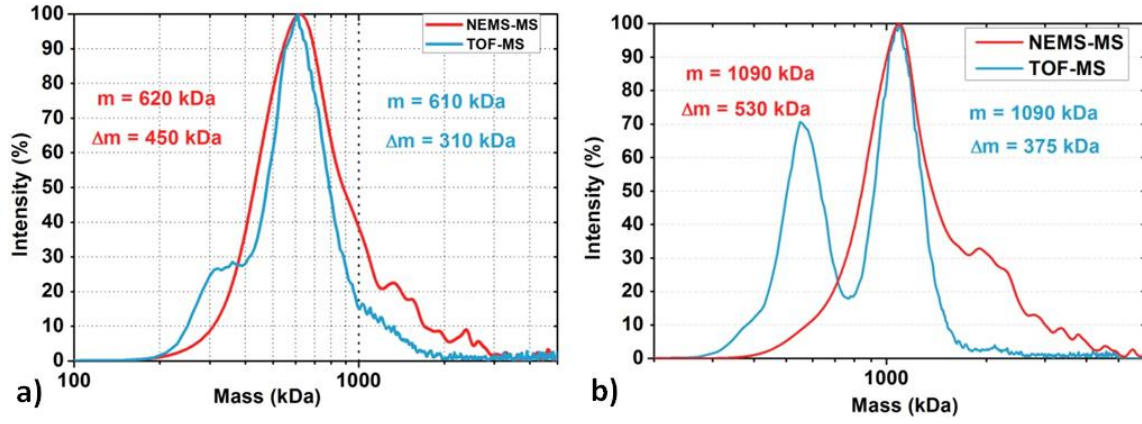 100
90
80
70
60
50
40
30
20
10
0
Intensity (%)
NEMS-MS
TOF-MS
m = 620 kDa
Δm = 450 kDa
m = 610 kDa
Δm = 310 kDa
100
1000
Mass (kDa)
a)
100
90
80
70
60
50
40
30
20
10
0
Intensity (%)
NEMS-MS
TOF-MS
m = 1090 kDa
Δm = 530 kDa
m = 1090 kDa
Δm = 375 kDa
1000
Mass (kDa)
b)